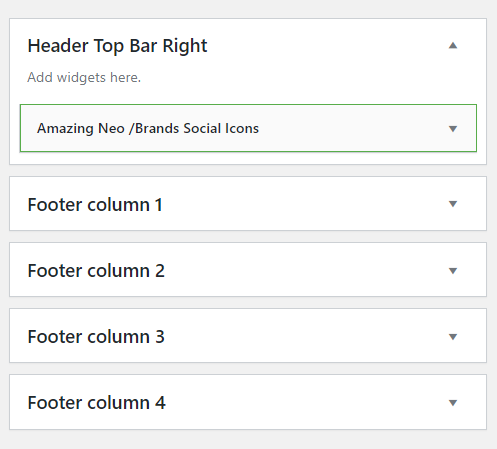 Header Top Bar Right
Add widgets here.
Amazing Neo /Brands Social Icons
Footer column 1
Footer column 2
Footer column 3
Footer column 4